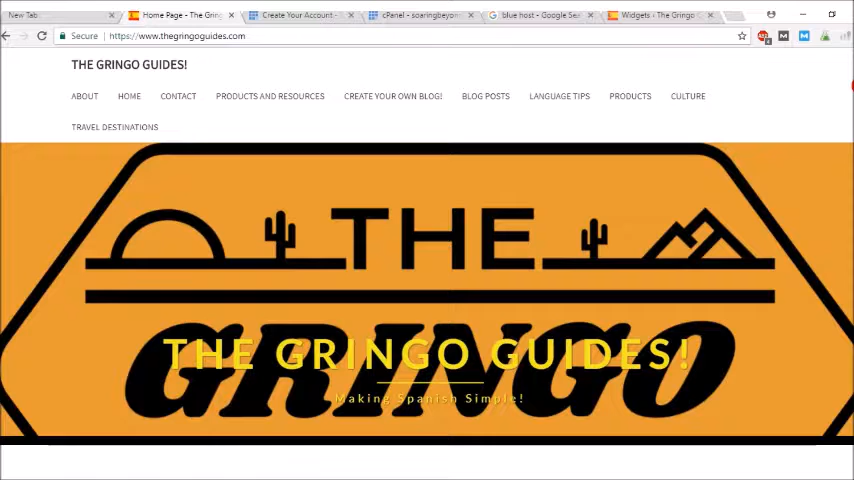 New Tab
Home Page - The Grin
Create Your Account -
cPanel - soaringbeyon
blue host - Google Sea
Widgets ‹ The Gringo G
Secure
https://www.thegringoguides.com
THE GRINGO GUIDES!
ABOUT HOME CONTACT PRODUCTS AND RESOURCES CREATE YOUR OWN BLOG! BLOG POSTS LANGUAGE TIPS PRODUCTS CULTURE
TRAVEL DESTINATIONS
THE
GRINGO
THE GRINGO GUIDES!
Making Spanish Simple!